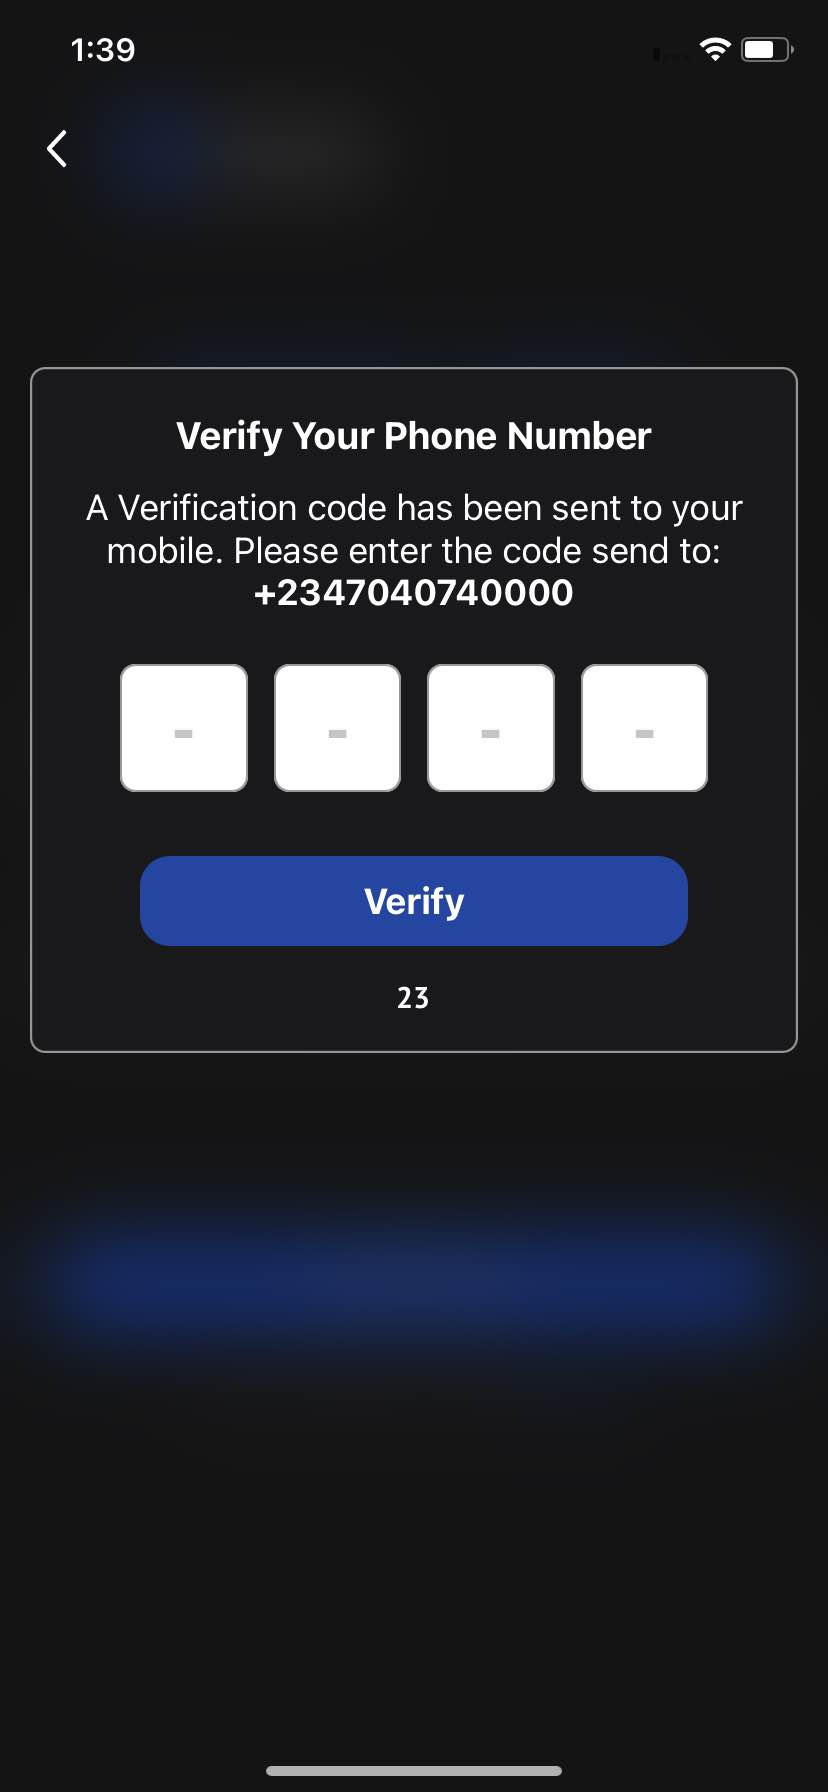 1:39
Verify Your Phone Number
A Verification code has been sent to your
mobile. Please enter the code send to:
+2347040740000
- - - -
Verify
23